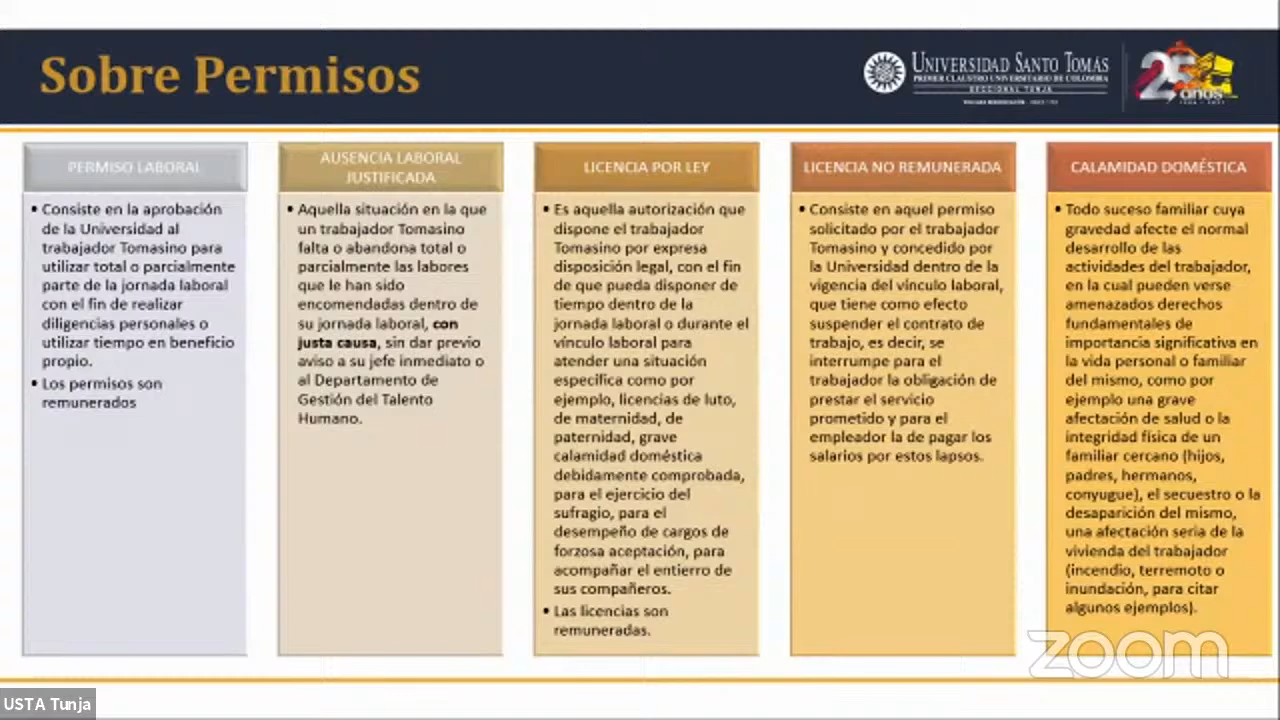 Sobre Permisos
UNIVERSIDAD SANTO TOMÁS
PRIMER CLAUSTRO UNIVERSITARIO DE COLOMBIA
SECCIONAL TUNJA
25
años
PERMISO LABORAL
• Consiste en la aprobación
de la Universidad al
trabajador Tomasino para
utilizar total o parcialmente
parte de la jornada laboral
con el fin de realizar
diligencias personales o
utilizar tiempo en beneficio
propio.
• Los permisos son
remunerados
AUSENCIA LABORAL
JUSTIFICADA
• Aquella situación en la que
un trabajador Tomasino
falta o abandona total o
parcialmente las labores
que le han sido
encomendadas dentro de
su jornada laboral, con
justa causa, sin dar previo
aviso a su jefe inmediato o
al Departamento de
Gestión del Talento
Humano.
LICENCIA POR LEY
• Es aquella autorización que
dispone el trabajador
Tomasino por expresa
disposición legal, con el fin
de que pueda disponer de
tiempo dentro de la
jornada laboral o durante el
vínculo laboral para
atender una situación
especifica como por
ejemplo, licencias de luto,
de maternidad, de
paternidad, grave
calamidad doméstica
debidamente comprobada,
para el ejercicio del
sufragio, para el
desempeño de cargos de
forzosa aceptación, para
acompañar el entierro de
sus compañeros.
• Las licencias son
remuneradas.
LICENCIA NO REMUNERADA
• Consiste en aquel permiso
solicitado por el trabajador
Tomasino y concedido por
la Universidad dentro de la
vigencia del vínculo laboral,
que tiene como efecto
suspender el contrato de
trabajo, es decir, se
interrumpe para el
trabajador la obligación de
prestar el servicio
prometido y para el
empleador la de pagar los
salarios por estos lapsos.
CALAMIDAD DOMÉSTICA
• Todo suceso familiar cuya
gravedad afecte el normal
desarrollo de las
actividades del trabajador,
en la cual pueden verse
amenazados derechos
fundamentales de
importancia significativa en
la vida personal o familiar
del mismo, como por
ejemplo una grave
afectación de salud o la
integridad física de un
familiar cercano (hijos,
padres, hermanos,
conyugue), el secuestro o la
desaparición del mismo,
una afectación seria de la
vivienda del trabajador
(incendio, terremoto o
inundación, para citar
algunos ejemplos).
zoom
USTA Tunja